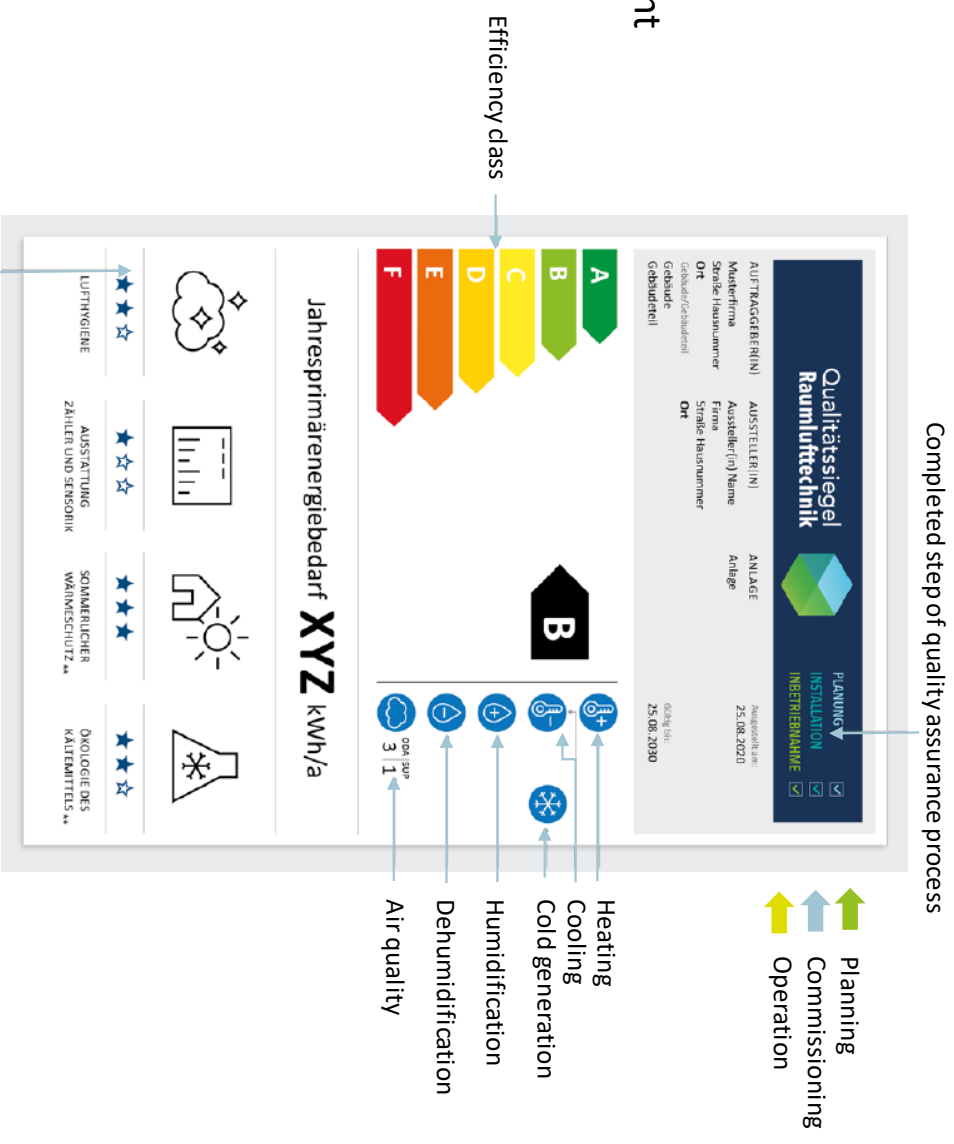 nt
Completed step of quality assurance process
Planning
Commissioning
Operation
Qualitätssiegel
Raumlufttechnik
PLANUNG
INSTALLATION
INBETRIEBNAHME
AUFTRAGGEBER(IN)
Musterfirma
Straße Hausnummer
Ort
Gebäude/Gebäudeteil
Gebäude
Gebäudeteil
AUSSTELLER(IN)
Aussteller(in) Name
Firma
Straße Hausnummer
Ort
ANLAGE
Anlage
Ausgestellt am:
25.08.2020
Gültig bis:
25.08.2030
Efficiency class
A
B
C
D
E
F
B
ODA | SUP
3 | 1
Heating
Cooling
Cold generation
Humidification
Dehumidification
Air quality
Jahresprimärenergiebedarf XYZ kWh/a
LUFTHYGIENE
AUSSTATTUNG
ZÄHLER UND SENSORIK
SOMMERLICHER
WÄRMESCHUTZ **
ÖKOLOGIE DES
KÄLTEMITTELS **